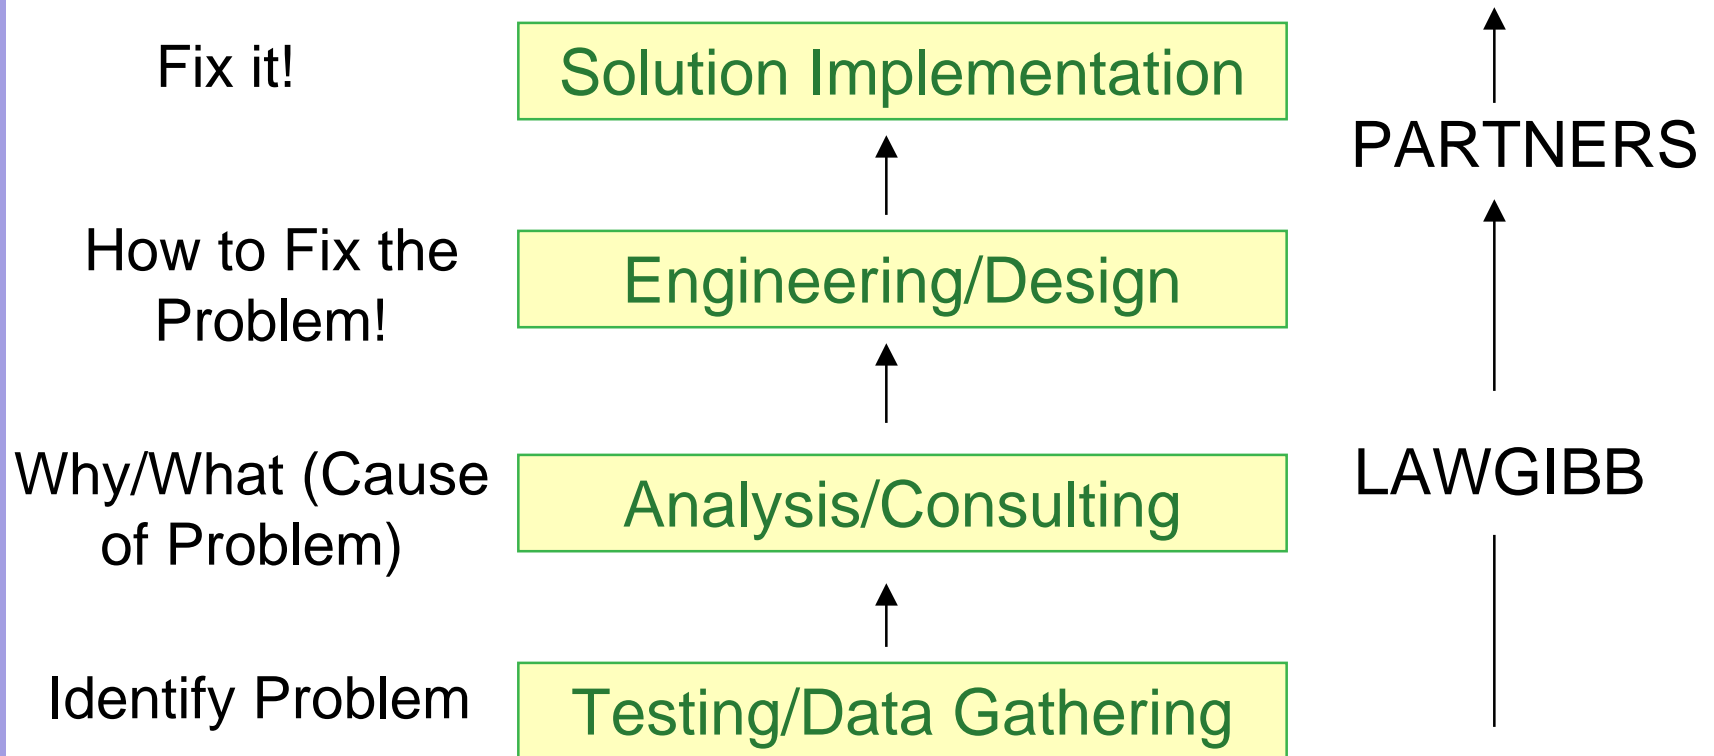 Fix it!
Solution Implementation
PARTNERS
How to Fix the
Problem!
Engineering/Design
Why/What (Cause
of Problem)
Analysis/Consulting
LAWGIBB
Identify Problem
Testing/Data Gathering